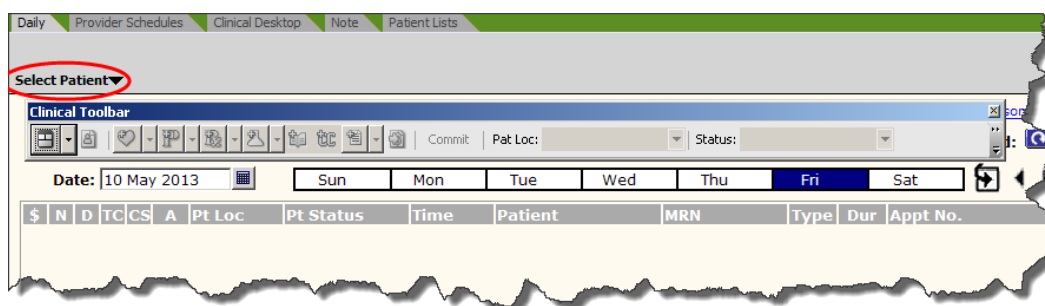 Daily Provider Schedules Clinical Desktop Note Patient Lists
Select Patient
Clinical Toolbar
Commit Pat Loc: Status:
Date: 10 May 2013 Sun Mon Tue Wed Thu Fri Sat
$ N D TC CS A Pt Loc Pt Status Time Patient MRN Type Dur Appt No.